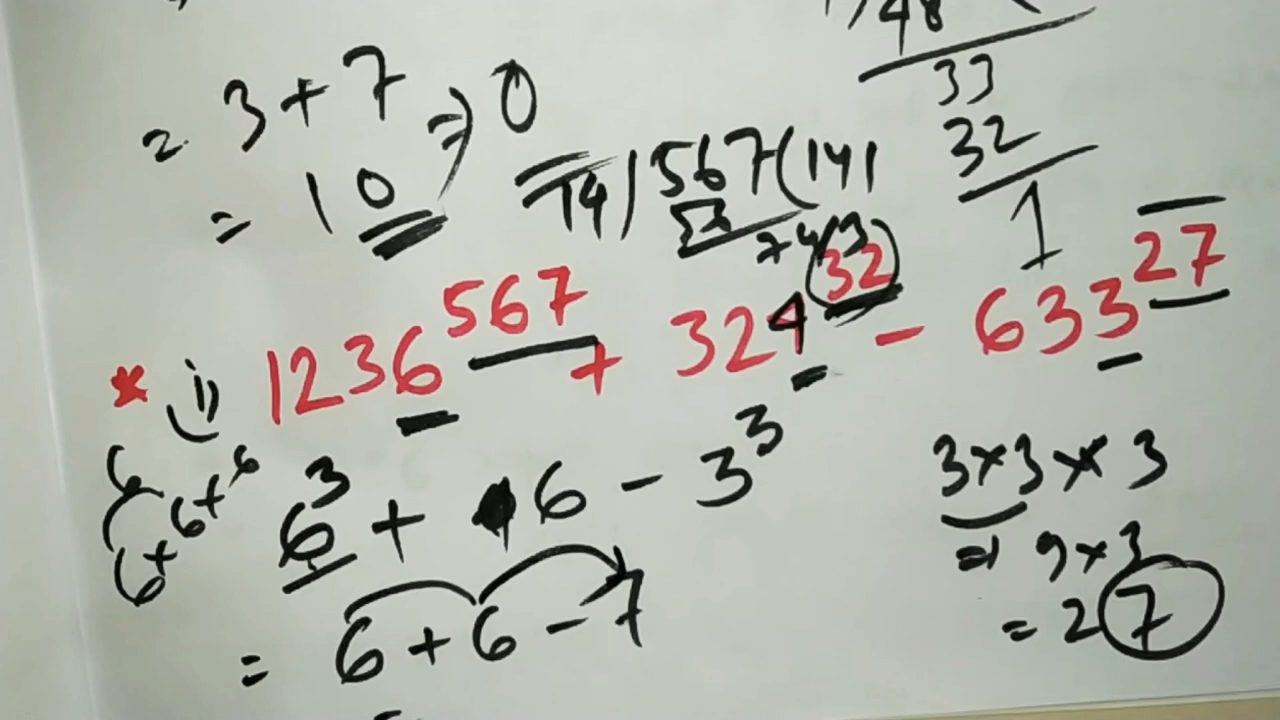 48
= 3 + 7 ⇒ 0
33
= 10
14) 567 (141
32
56
1
* ii) 1236^567 + 324^32 - 633^27
6^3 + 6 - 3^3
3 × 3 × 3
⇒ 9 × 3
= 6 + 6 - 7
= 27